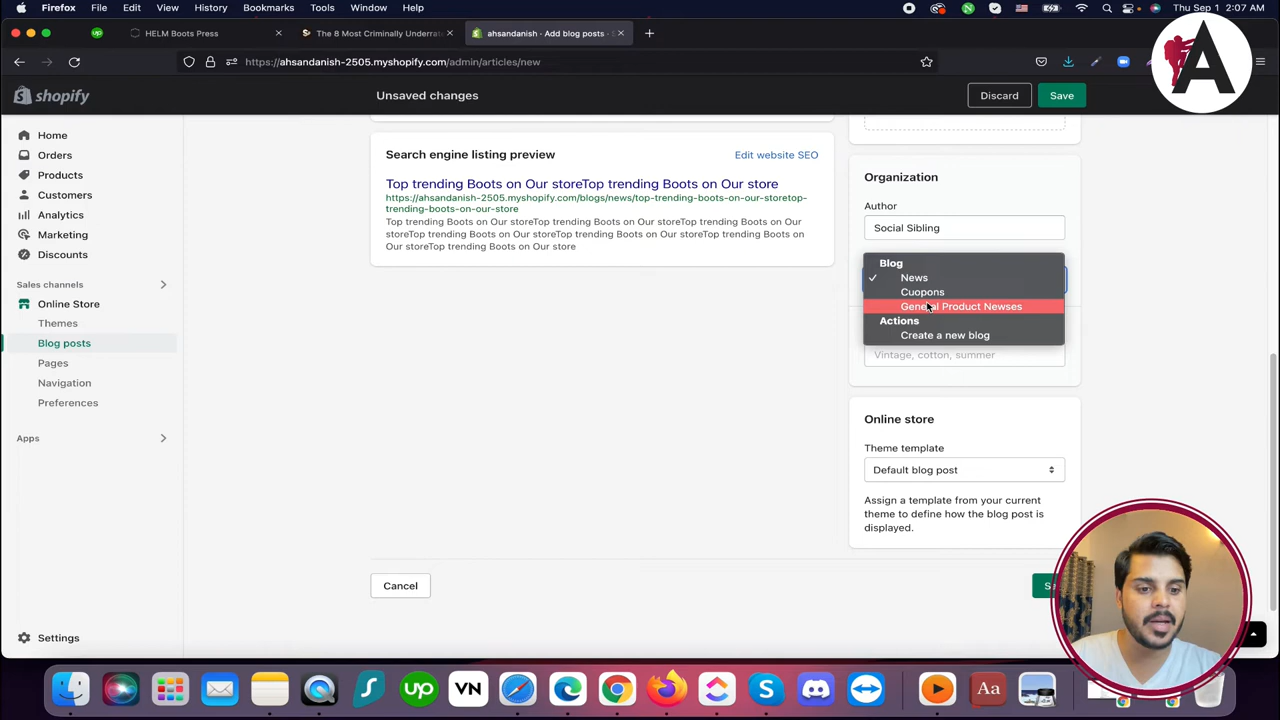 Firefox File Edit View History Bookmarks Tools Window Help Thu Sep 1 2:07 AM
HELM Boots Press
The 8 Most Criminally Underrat
ahsandanish - Add blog posts - S
https://ahsandanish-2505.myshopify.com/admin/articles/new
A
shopify
Unsaved changes
Discard
Save
Home
Orders
Products
Customers
Analytics
Marketing
Discounts
Sales channels
Online Store
Themes
Blog posts
Pages
Navigation
Preferences
Apps
Settings
Search engine listing preview
Edit website SEO
Top trending Boots on Our storeTop trending Boots on Our store
https://ahsandanish-2505.myshopify.com/blogs/news/top-trending-boots-on-our-storetop-
trending-boots-on-our-store
Top trending Boots on Our storeTop trending Boots on Our storeTop trending Boots on Our
storeTop trending Boots on Our storeTop trending Boots on Our storeTop trending Boots on
Our storeTop trending Boots on Our store
Cancel
Organization
Author
Social Sibling
Blog
News
Cuopons
General Product Newses
Actions
Create a new blog
Vintage, cotton, summer
Online store
Theme template
Default blog post
Assign a template from your current
theme to define how the blog post is
displayed.
up
VN
Aa